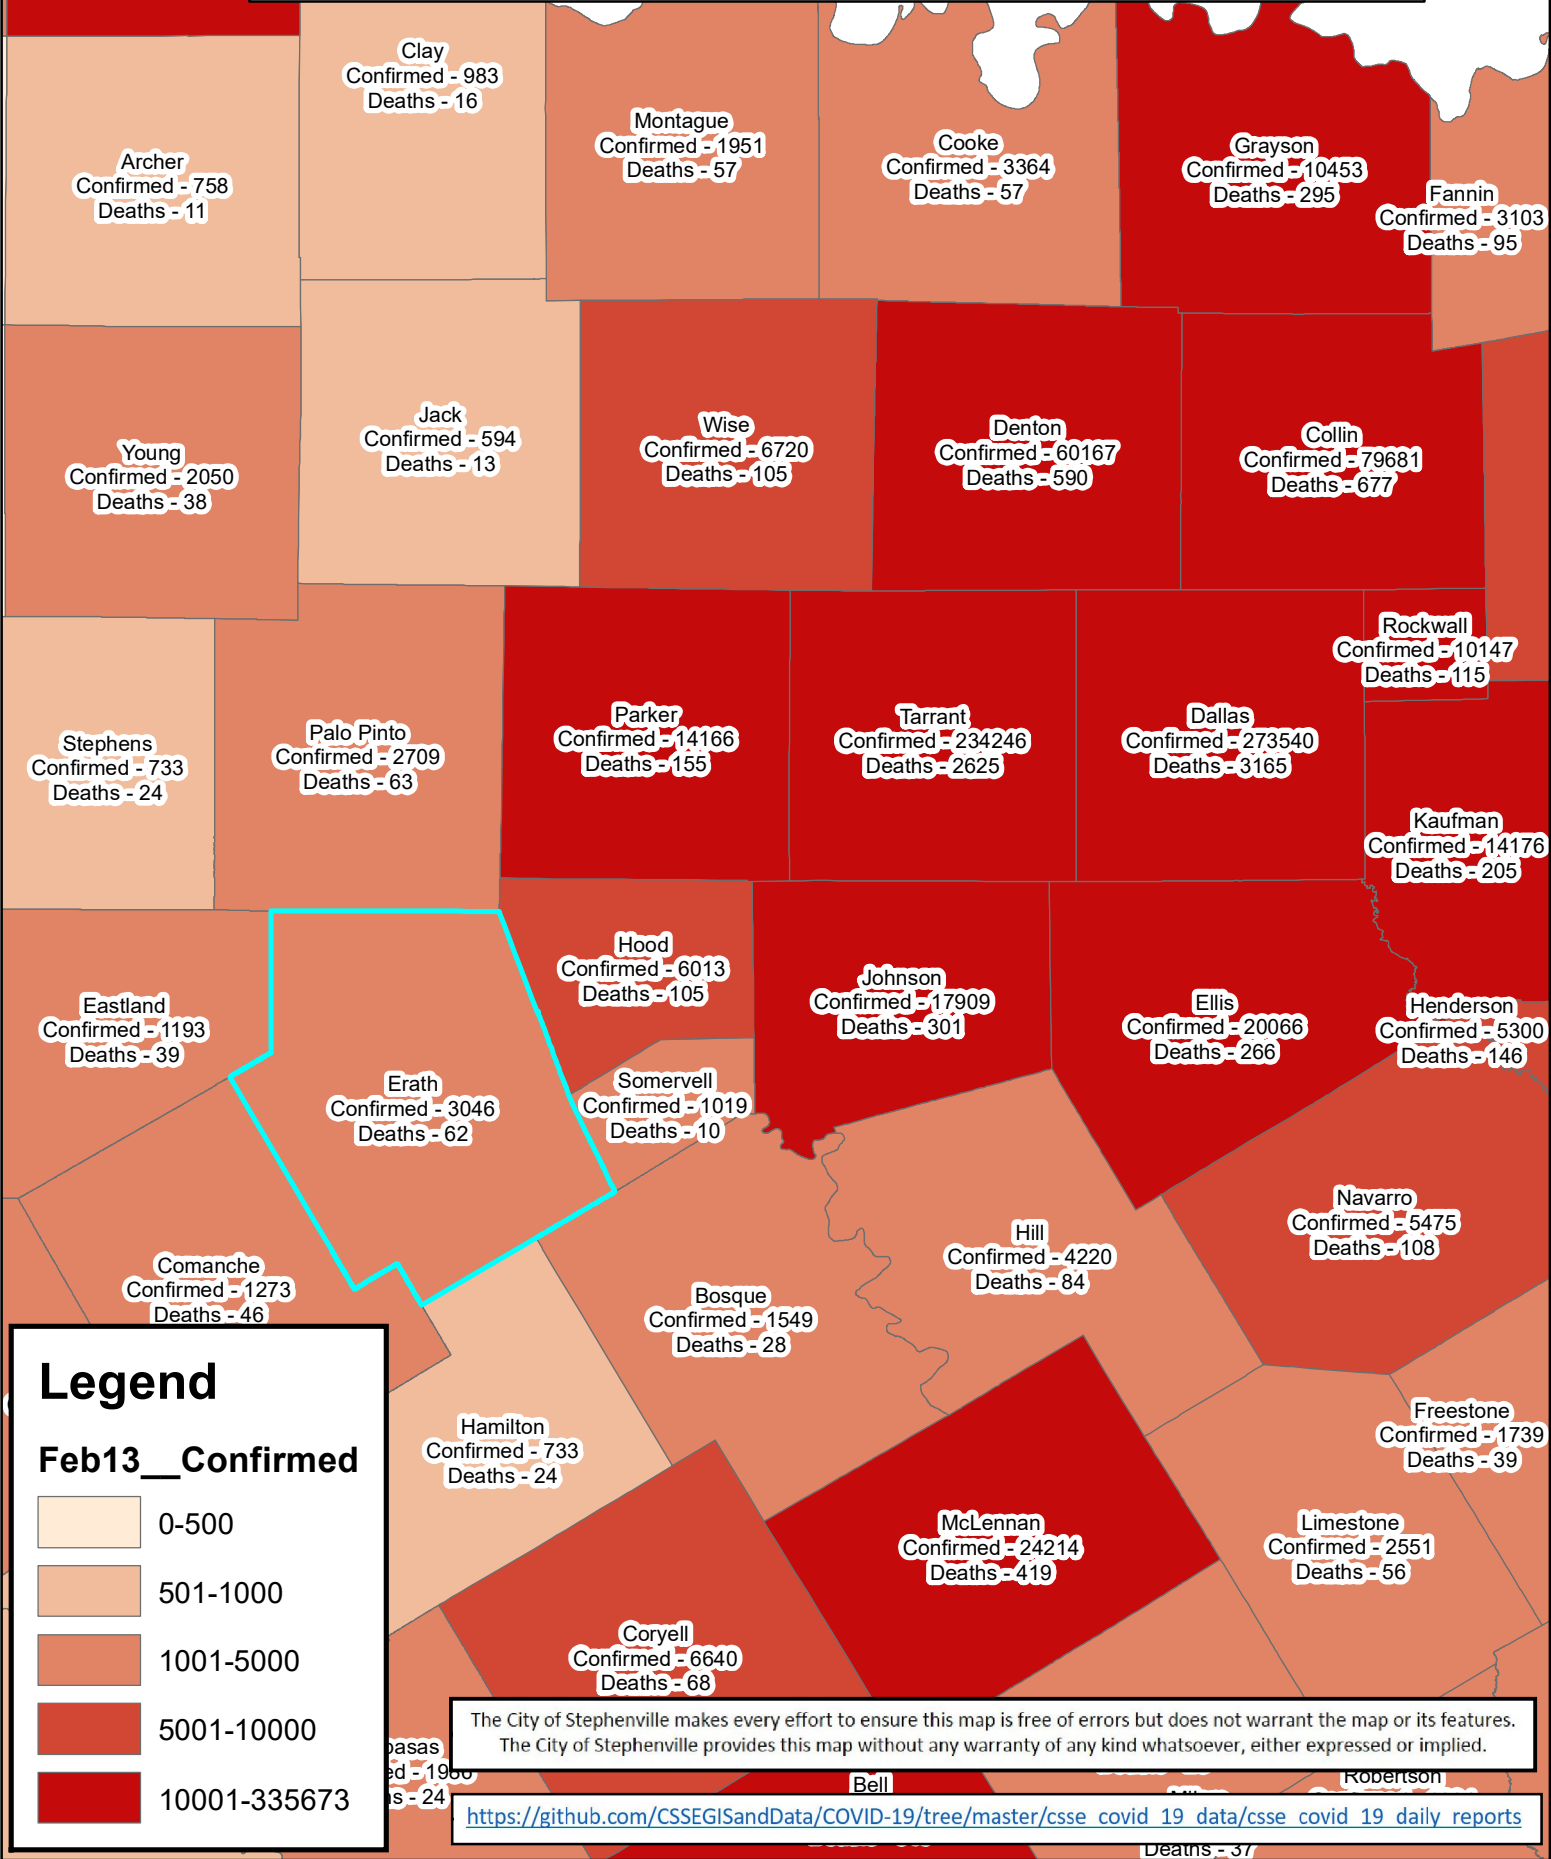 Clay
Confirmed - 983
Deaths - 16
Montague
Confirmed - 1951
Deaths - 57
Cooke
Confirmed - 3364
Deaths - 57
Grayson
Confirmed - 10453
Deaths - 295
Archer
Confirmed - 758
Deaths - 11
Fannin
Confirmed - 3103
Deaths - 95
Young
Confirmed - 2050
Deaths - 38
Jack
Confirmed - 594
Deaths - 13
Wise
Confirmed - 6720
Deaths - 105
Denton
Confirmed - 60167
Deaths - 590
Collin
Confirmed - 79681
Deaths - 677
Rockwall
Confirmed - 10147
Deaths - 115
Stephens
Confirmed - 733
Deaths - 24
Palo Pinto
Confirmed - 2709
Deaths - 63
Parker
Confirmed - 14166
Deaths - 155
Tarrant
Confirmed - 234246
Deaths - 2625
Dallas
Confirmed - 273540
Deaths - 3165
Kaufman
Confirmed - 14176
Deaths - 205
Eastland
Confirmed - 1193
Deaths - 39
Hood
Confirmed - 6013
Deaths - 105
Johnson
Confirmed - 17909
Deaths - 301
Ellis
Confirmed - 20066
Deaths - 266
Henderson
Confirmed - 5300
Deaths - 146
Erath
Confirmed - 3046
Deaths - 62
Somervell
Confirmed - 1019
Deaths - 10
Comanche
Confirmed - 1273
Deaths - 46
Bosque
Confirmed - 1549
Deaths - 28
Hill
Confirmed - 4220
Deaths - 84
Navarro
Confirmed - 5475
Deaths - 108
Hamilton
Confirmed - 733
Deaths - 24
Freestone
Confirmed - 1739
Deaths - 39
McLennan
Confirmed - 24214
Deaths - 419
Limestone
Confirmed - 2551
Deaths - 56
Coryell
Confirmed - 6640
Deaths - 68
Legend
Feb13__Confirmed
0-500
501-1000
1001-5000
5001-10000
10001-335673
The City of Stephenville makes every effort to ensure this map is free of errors but does not warrant the map or its features.
The City of Stephenville provides this map without any warranty of any kind whatsoever, either expressed or implied.
pasas
ed - 1986
hs - 24
Bell
Robertson
https://github.com/CSSEGISandData/COVID-19/tree/master/csse_covid_19_data/csse_covid_19_daily_reports
Deaths - 37